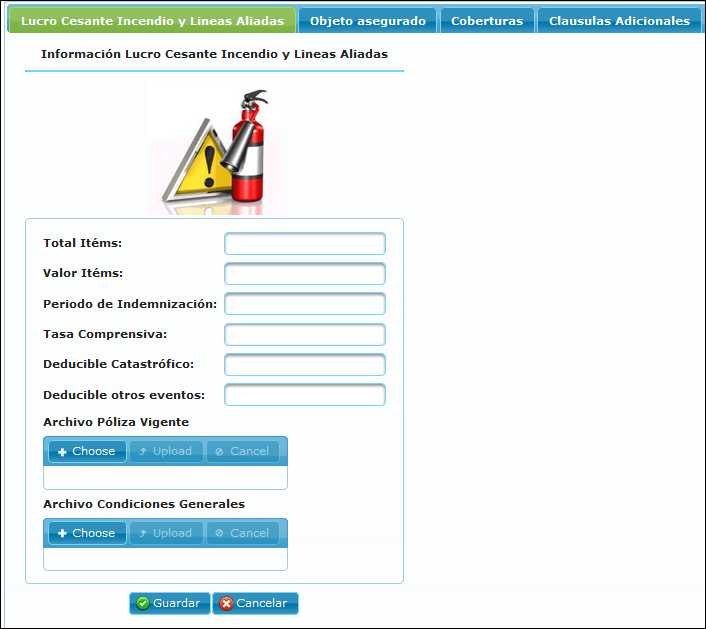 Lucro Cesante Incendio y Lineas Aliadas Objeto asegurado Coberturas Clausulas Adicionales
Información Lucro Cesante Incendio y Lineas Aliadas
Total Itéms:
Valor Itéms:
Periodo de Indemnización:
Tasa Comprensiva:
Deducible Catastrófico:
Deducible otros eventos:
Archivo Póliza Vigente
Choose Upload Cancel
Archivo Condiciones Generales
Choose Upload Cancel
Guardar Cancelar